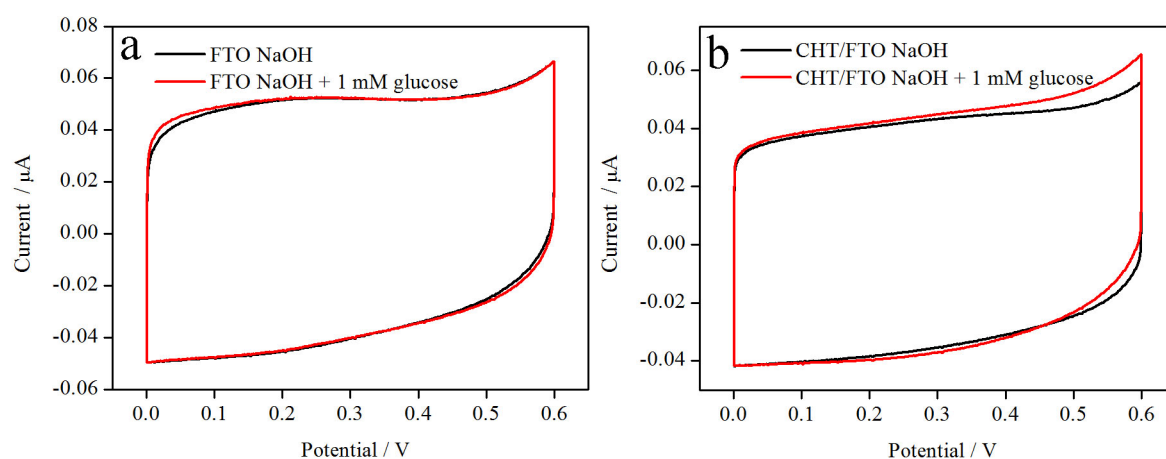 a
FTO NaOH
FTO NaOH + 1 mM glucose
0.08
0.06
0.04
0.02
0.00
-0.02
-0.04
-0.06
Current / μA
0.0 0.1 0.2 0.3 0.4 0.5 0.6
Potential / V
b
CHT/FTO NaOH
CHT/FTO NaOH + 1 mM glucose
0.06
0.04
0.02
0.00
-0.02
-0.04
Current / μA
0.0 0.1 0.2 0.3 0.4 0.5 0.6
Potential / V